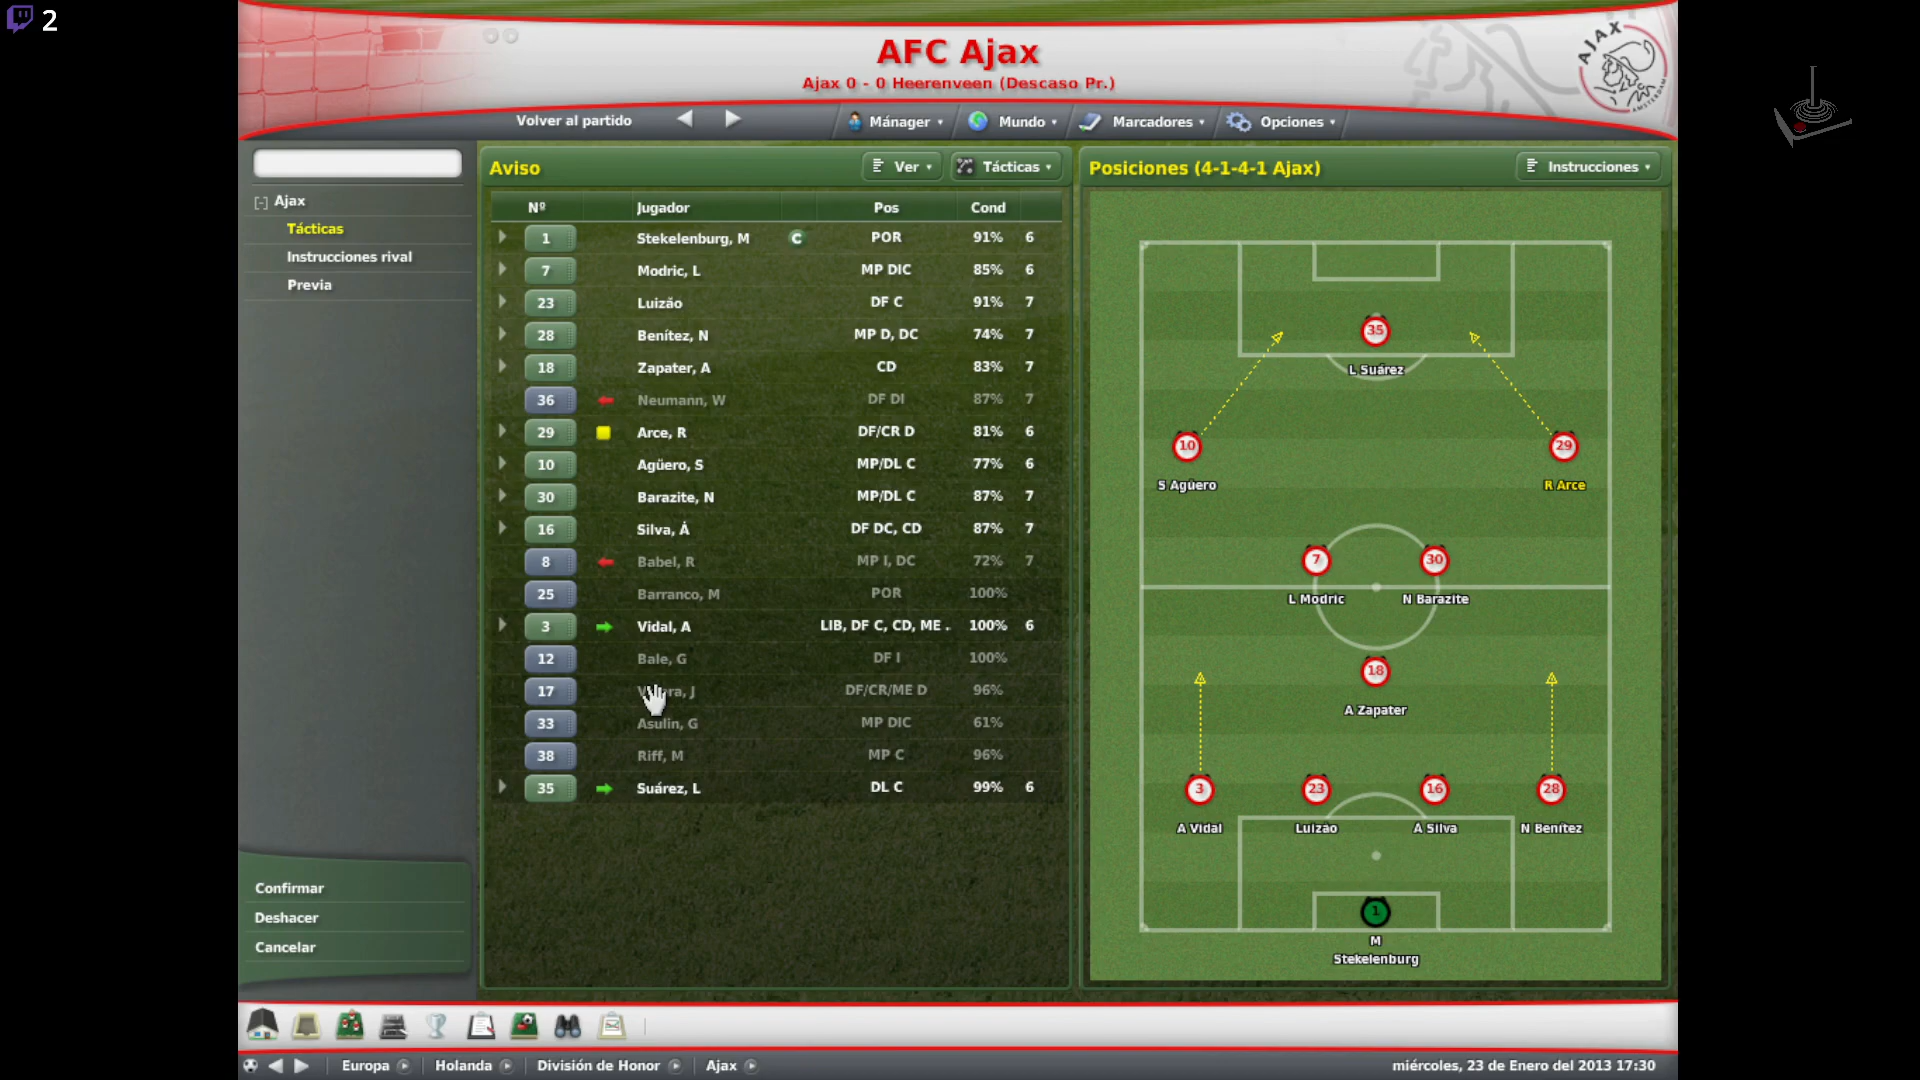 2
AFC Ajax
Ajax 0 - 0 Heerenveen (Descaso Pr.)
AJAX
Volver al partido
Mánager
Mundo
Marcadores
Opciones
Ajax
Tácticas
Instrucciones rival
Previa
Confirmar
Deshacer
Cancelar
Aviso
Ver
Tácticas
Nº Jugador Pos Cond
1 Stekelenburg, M C POR 91% 6
7 Modric, L MP DIC 85% 6
23 Luizão DF C 91% 7
28 Benítez, N MP D, DC 74% 7
18 Zapater, A CD 83% 7
36 Neumann, W DF DI 87% 7
29 Arce, R DF/CR D 81% 6
10 Agüero, S MP/DL C 77% 6
30 Barazite, N MP/DL C 87% 7
16 Silva, Á DF DC, CD 87% 7
8 Babel, R MP I, DC 72% 7
25 Barranco, M POR 100%
3 Vidal, A LIB, DF C, CD, ME . 100% 6
12 Bale, G DF I 100%
17 J DF/CR/ME D 96%
33 Asulin, G MP DIC 61%
38 Riff, M MP C 96%
35 Suárez, L DL C 99% 6
Posiciones (4-1-4-1 Ajax)
Instrucciones
35
L Suárez
10
S Agüero
29
R Arce
7
L Modric
30
N Barazite
18
A Zapater
3
A Vidal
23
Luizão
16
A Silva
28
N Benítez
1
M
Stekelenburg
Europa
Holanda
División de Honor
Ajax
miércoles, 23 de Enero del 2013 17:30